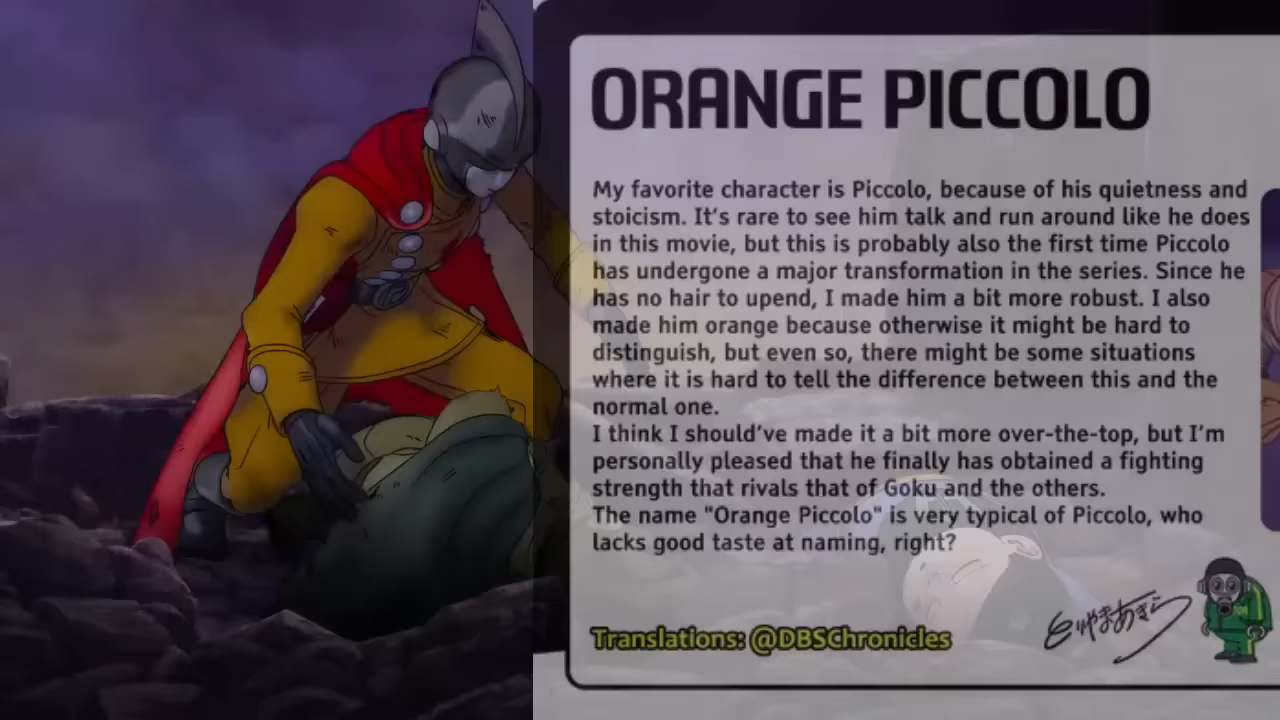 ORANGE PICCOLO
My favorite character is Piccolo, because of his quietness and
stoicism. It's rare to see him talk and run around like he does
in this movie, but this is probably also the first time Piccolo
has undergone a major transformation in the series. Since he
has no hair to upend, I made him a bit more robust. I also
made him orange because otherwise it might be hard to
distinguish, but even so, there might be some situations
where it is hard to tell the difference between this and the
normal one.
I think I should've made it a bit more over-the-top, but I'm
personally pleased that he finally has obtained a fighting
strength that rivals that of Goku and the others.
The name "Orange Piccolo" is very typical of Piccolo, who
lacks good taste at naming, right?
Translations: @DBSChronicles
とりやまあきら